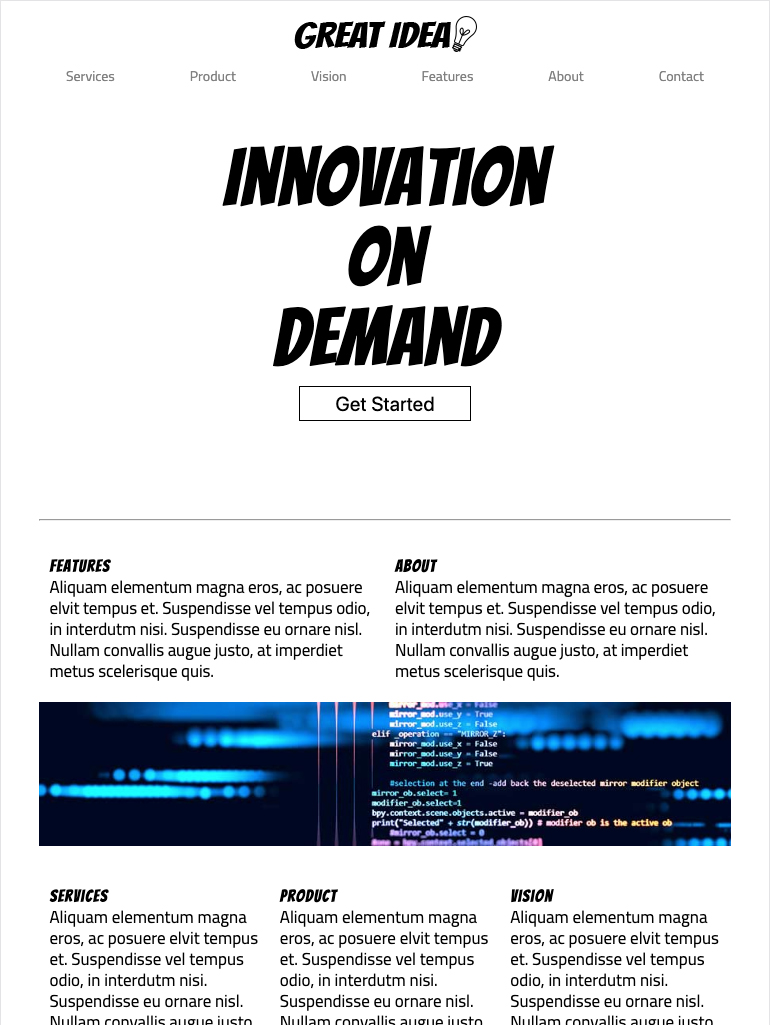 GREAT IDEA
Services Product Vision Features About Contact
INNOVATION
ON
DEMAND
Get Started
FEATURES
Aliquam elementum magna eros, ac posuere
elvit tempus et. Suspendisse vel tempus odio,
in interdutm nisi. Suspendisse eu ornare nisl.
Nullam convallis augue justo, at imperdiet
metus scelerisque quis.
ABOUT
Aliquam elementum magna eros, ac posuere
elvit tempus et. Suspendisse vel tempus odio,
in interdutm nisi. Suspendisse eu ornare nisl.
Nullam convallis augue justo, at imperdiet
metus scelerisque quis.
mirror_mod.use_x = False
mirror_mod.use_y = True
mirror_mod.use_z = False
elif _operation == "MIRROR_Z":
mirror_mod.use_x = False
mirror_mod.use_y = False
mirror_mod.use_z = True
#selection at the end -add back the deselected mirror modifier object
mirror_ob.select= 1
modifier_ob.select=1
bpy.context.scene.objects.active = modifier_ob
print("Selected" + str(modifier_ob)) # modifier ob is the active ob
#mirror_ob.select = 0
= bpy.context.selected_objects[0]
SERVICES
Aliquam elementum magna
eros, ac posuere elvit tempus
et. Suspendisse vel tempus
odio, in interdutm nisi.
Suspendisse eu ornare nisl.
Nullam convallis augue justo,
PRODUCT
Aliquam elementum magna
eros, ac posuere elvit tempus
et. Suspendisse vel tempus
odio, in interdutm nisi.
Suspendisse eu ornare nisl.
Nullam convallis augue justo,
VISION
Aliquam elementum magna
eros, ac posuere elvit tempus
et. Suspendisse vel tempus
odio, in interdutm nisi.
Suspendisse eu ornare nisl.
Nullam convallis augue justo,